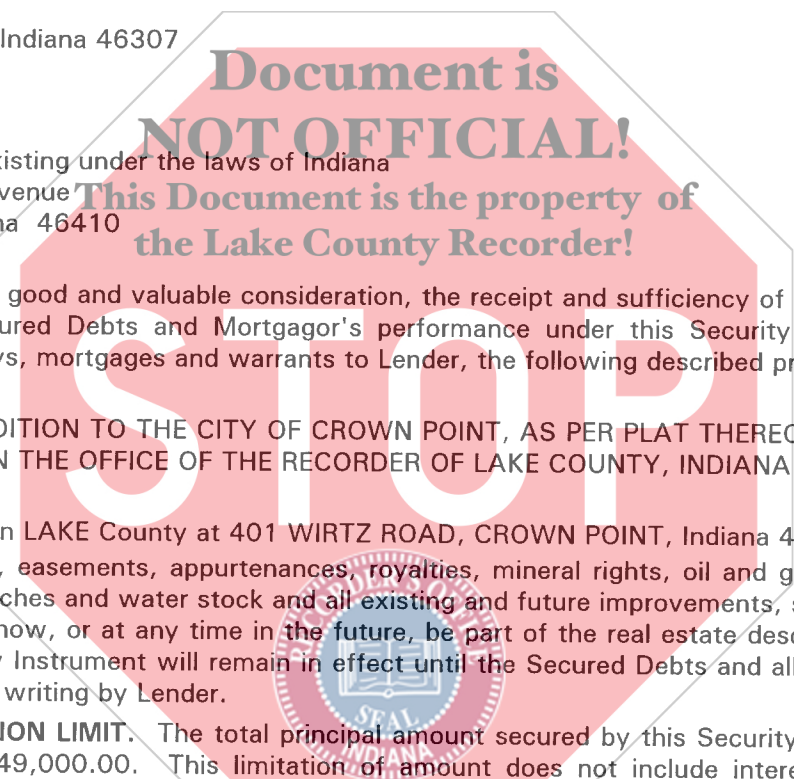 Indiana 46307
Document is
NOT OFFICIAL!
existing under the laws of Indiana
venue
This Document is the property of
na 46410
the Lake County Recorder!
good and valuable consideration, the receipt and sufficiency of
ured Debts and Mortgagor's performance under this Security
ys, mortgages and warrants to Lender, the following described pr
STOP
DITION TO THE CITY OF CROWN POINT, AS PER PLAT THEREO
N THE OFFICE OF THE RECORDER OF LAKE COUNTY, INDIANA
n LAKE County at 401 WIRTZ ROAD, CROWN POINT, Indiana 4
, easements, appurtenances, royalties, mineral rights, oil and g
ches and water stock and all existing and future improvements, s
now, or at any time in the future, be part of the real estate desc
y Instrument will remain in effect until the Secured Debts and all
writing by Lender.
RECORDER'S OFFICE
SEAL
INDIANA
ION LIMIT. The total principal amount secured by this Security
49,000.00. This limitation of amount does not include intere